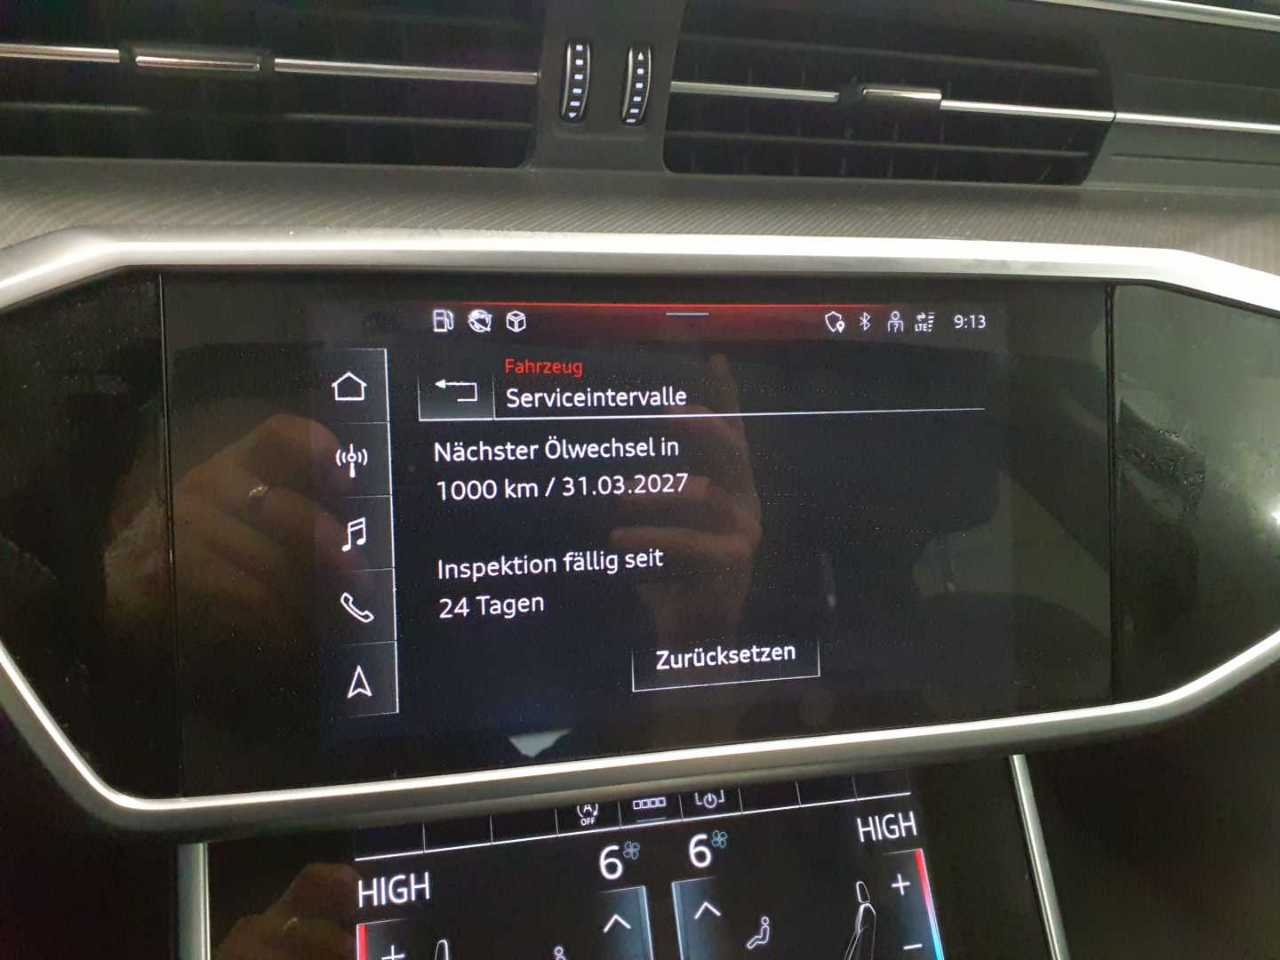 LTE
9:13
Fahrzeug
Serviceintervalle
Nächster Ölwechsel in
1000 km / 31.03.2027
Inspektion fällig seit
24 Tagen
Zurücksetzen
A
OFF
6
6
HIGH
HIGH